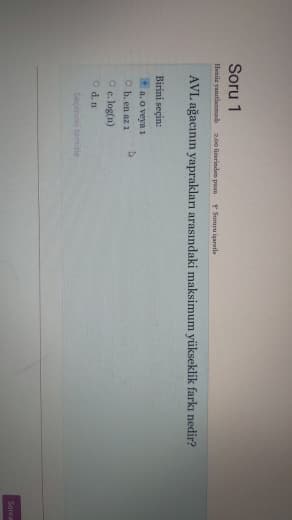 Soru 1
Henüz yanıtlanmadı 2,00 üzerinden puan Soruyu işaretle
AVL ağacının yaprakları arasındaki maksimum yükseklik farkı nedir?
Birini seçin:
a. 0 veya 1
b. en az 1
c. log(n)
d. n
Seçimimi temizle